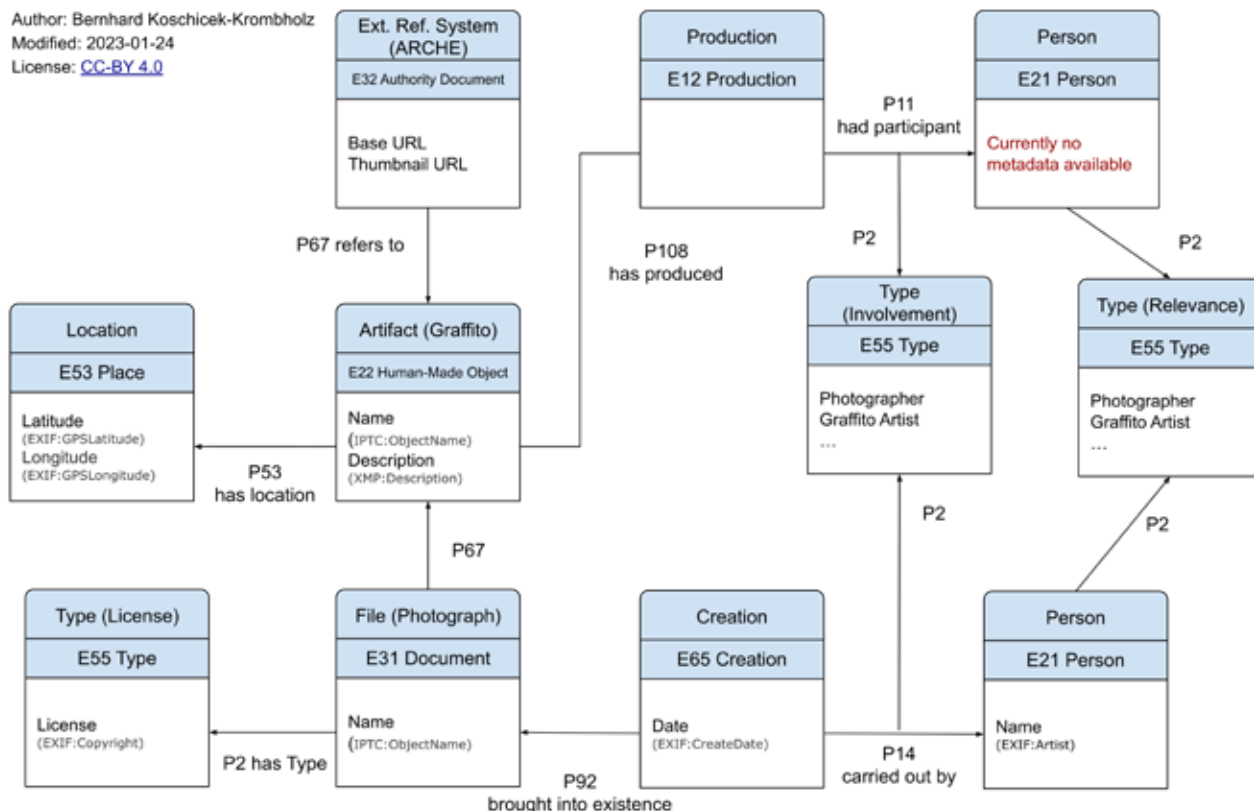 Author: Bernhard Koschicek-Krombholz
Modified: 2023-01-24
License: CC-BY 4.0
Ext. Ref. System
(ARCHE)
E32 Authority Document
Base URL
Thumbnail URL
Production
E12 Production
P11
had participant
Person
E21 Person
Currently no
metadata available
P67 refers to
P108
has produced
P2
P2
Location
E53 Place
Latitude
(EXIF:GPSLatitude)
Longitude
(EXIF:GPSLongitude)
P53
has location
Artifact (Graffito)
E22 Human-Made Object
Name
(IPTC:ObjectName)
Description
(XMP:Description)
Type
(Involvement)
E55 Type
Photographer
Graffito Artist
...
Type (Relevance)
E55 Type
Photographer
Graffito Artist
...
P67
P2
P2
Type (License)
E55 Type
License
(EXIF:Copyright)
P2 has Type
File (Photograph)
E31 Document
Name
(IPTC:ObjectName)
P92
brought into existence
Creation
E65 Creation
Date
(EXIF:CreateDate)
P14
carried out by
Person
E21 Person
Name
(EXIF:Artist)